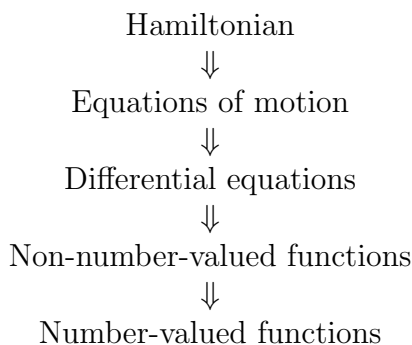 Hamiltonian
⇓
Equations of motion
⇓
Differential equations
⇓
Non-number-valued functions
⇓
Number-valued functions